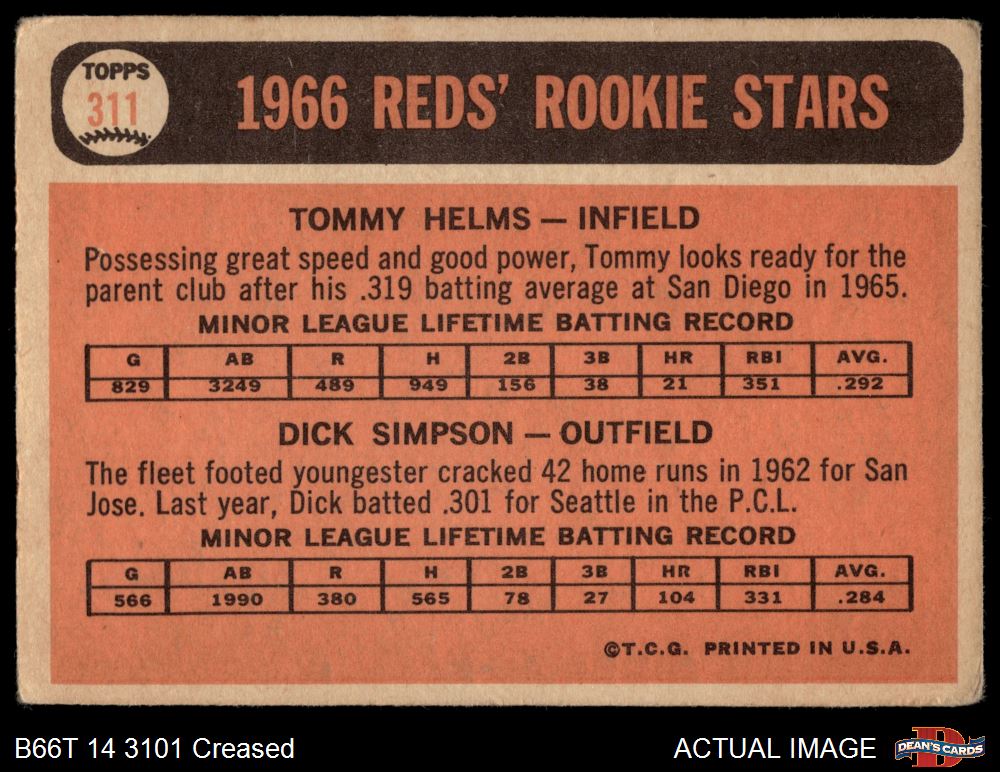 TOPPS
311
1966 REDS' ROOKIE STARS
TOMMY HELMS — INFIELD
Possessing great speed and good power, Tommy looks ready for the
parent club after his .319 batting average at San Diego in 1965.
MINOR LEAGUE LIFETIME BATTING RECORD
G AB R H 2B 3B HR RBI AVG.
829 3249 489 949 156 38 21 351 .292
DICK SIMPSON — OUTFIELD
The fleet footed youngester cracked 42 home runs in 1962 for San
Jose. Last year, Dick batted .301 for Seattle in the P.C.L.
MINOR LEAGUE LIFETIME BATTING RECORD
G AB R H 2B 3B HR RBI AVG.
566 1990 380 565 78 27 104 331 .284
©T.C.G. PRINTED IN U.S.A.
B66T 14 3101 Creased
ACTUAL IMAGE
DEAN'S CARDS